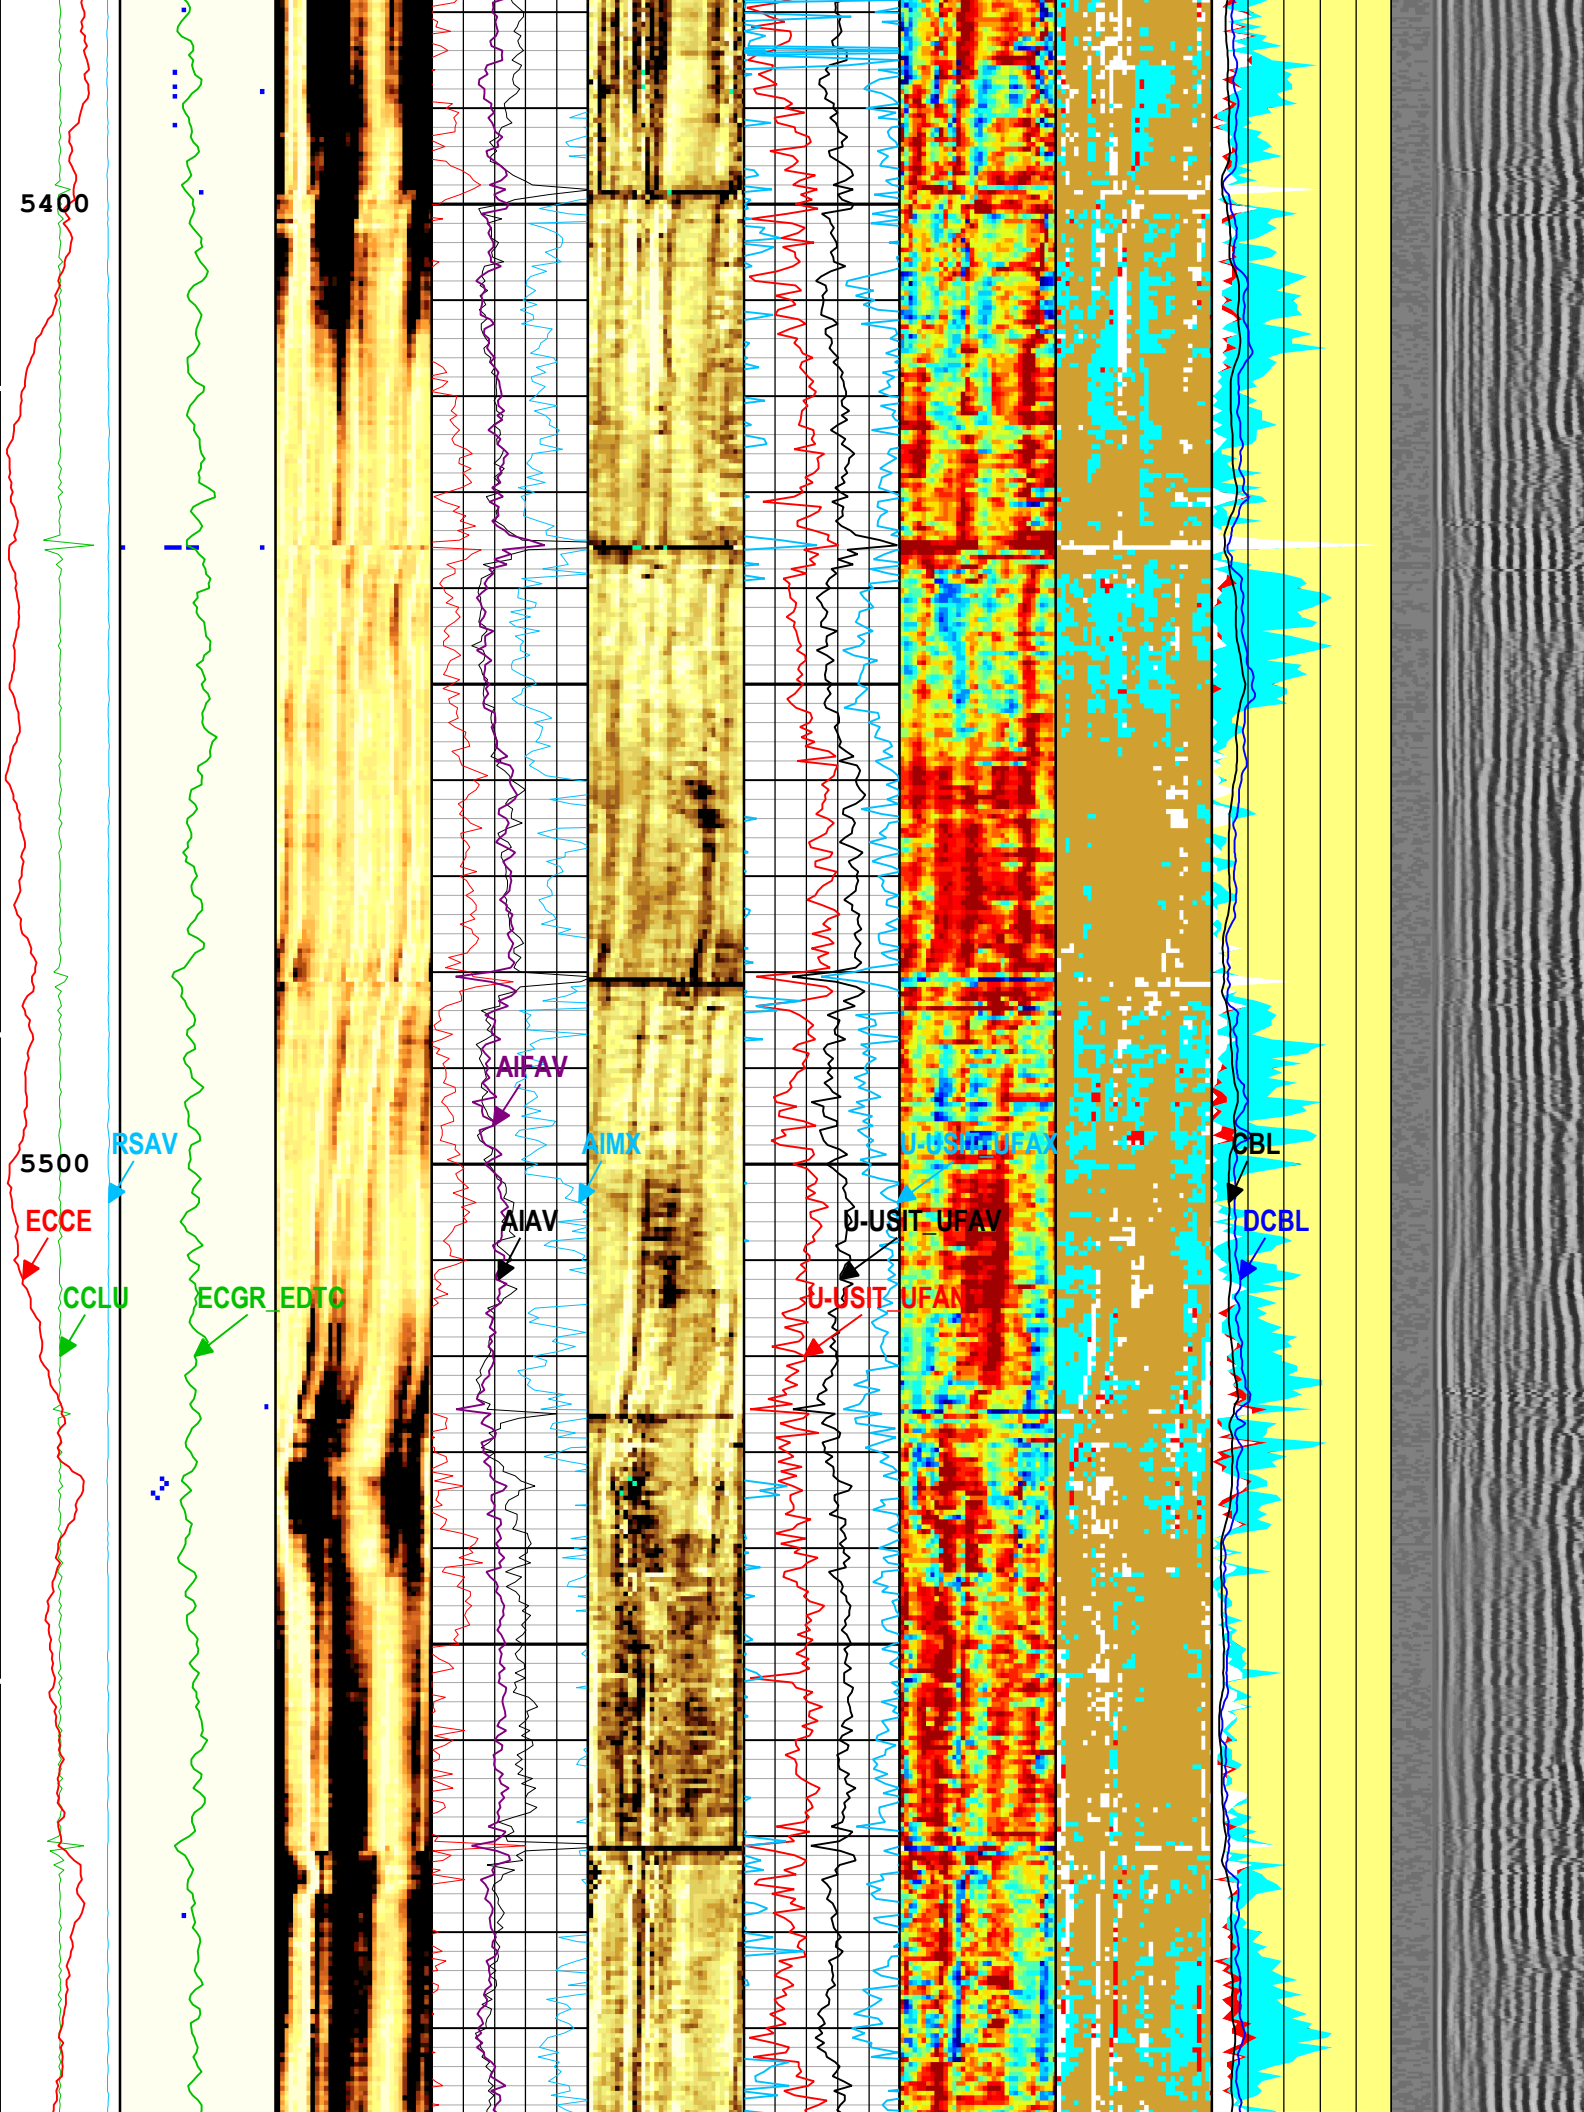 5400
AIFAV
RSAV
AIMX
U-USIT_UFAX
CBL
5500
ECCE
AIAV
U-USIT_UFAV
DCBL
CCLU
ECGR_EDTC
U-USIT_UFAN